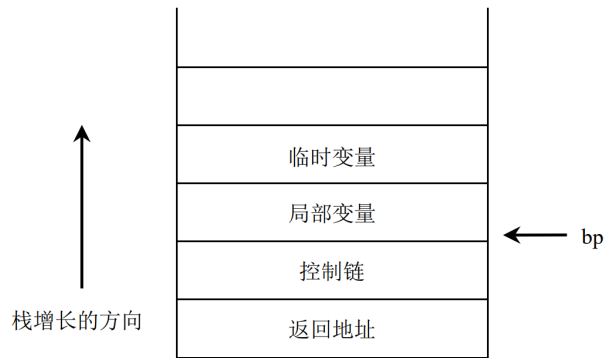 临时变量
局部变量
bp
控制链
栈增长的方向
返回地址